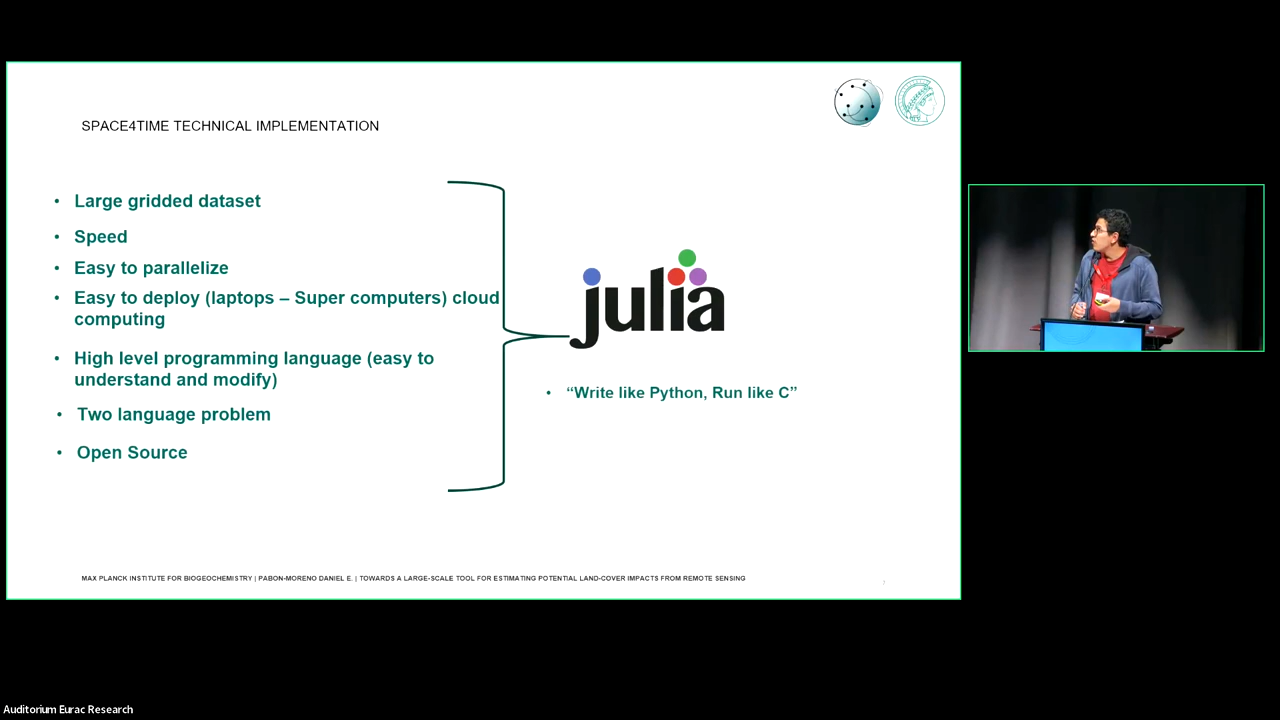 SPACE4TIME TECHNICAL IMPLEMENTATION
• Large gridded dataset
• Speed
• Easy to parallelize
• Easy to deploy (laptops – Super computers) cloud
computing
• High level programming language (easy to
understand and modify)
• Two language problem
• Open Source
julia
• “Write like Python, Run like C”
MAX PLANCK INSTITUTE FOR BIOGEOCHEMISTRY | PABON-MORENO DANIEL E. | TOWARDS A LARGE-SCALE TOOL FOR ESTIMATING POTENTIAL LAND-COVER IMPACTS FROM REMOTE SENSING
Auditorium Eurac Research